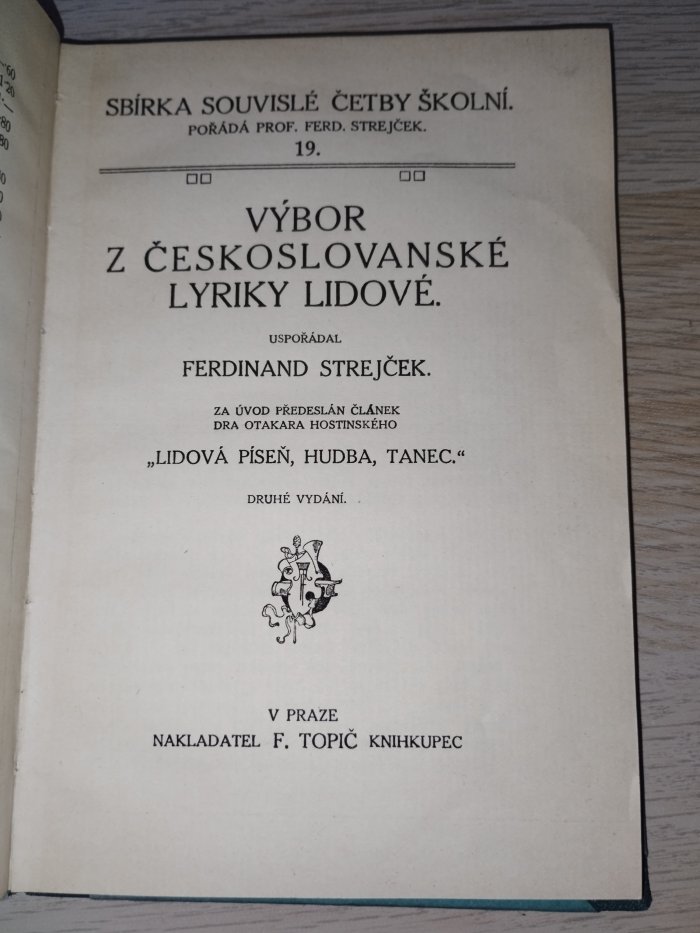 SBÍRKA SOUVISLÉ ČETBY ŠKOLNÍ.
POŘÁDÁ PROF. FERD. STREJČEK.
19.
VÝBOR
Z ČESKOSLOVANSKÉ
LYRIKY LIDOVÉ.
USPOŘÁDAL
FERDINAND STREJČEK.
ZA ÚVOD PŘEDESLÁN ČLÁNEK
DRA OTAKARA HOSTINSKÉHO
„LIDOVÁ PÍSEŇ, HUDBA, TANEC.“
DRUHÉ VYDÁNÍ.
V PRAZE
NAKLADATEL F. TOPIČ KNIHKUPEC